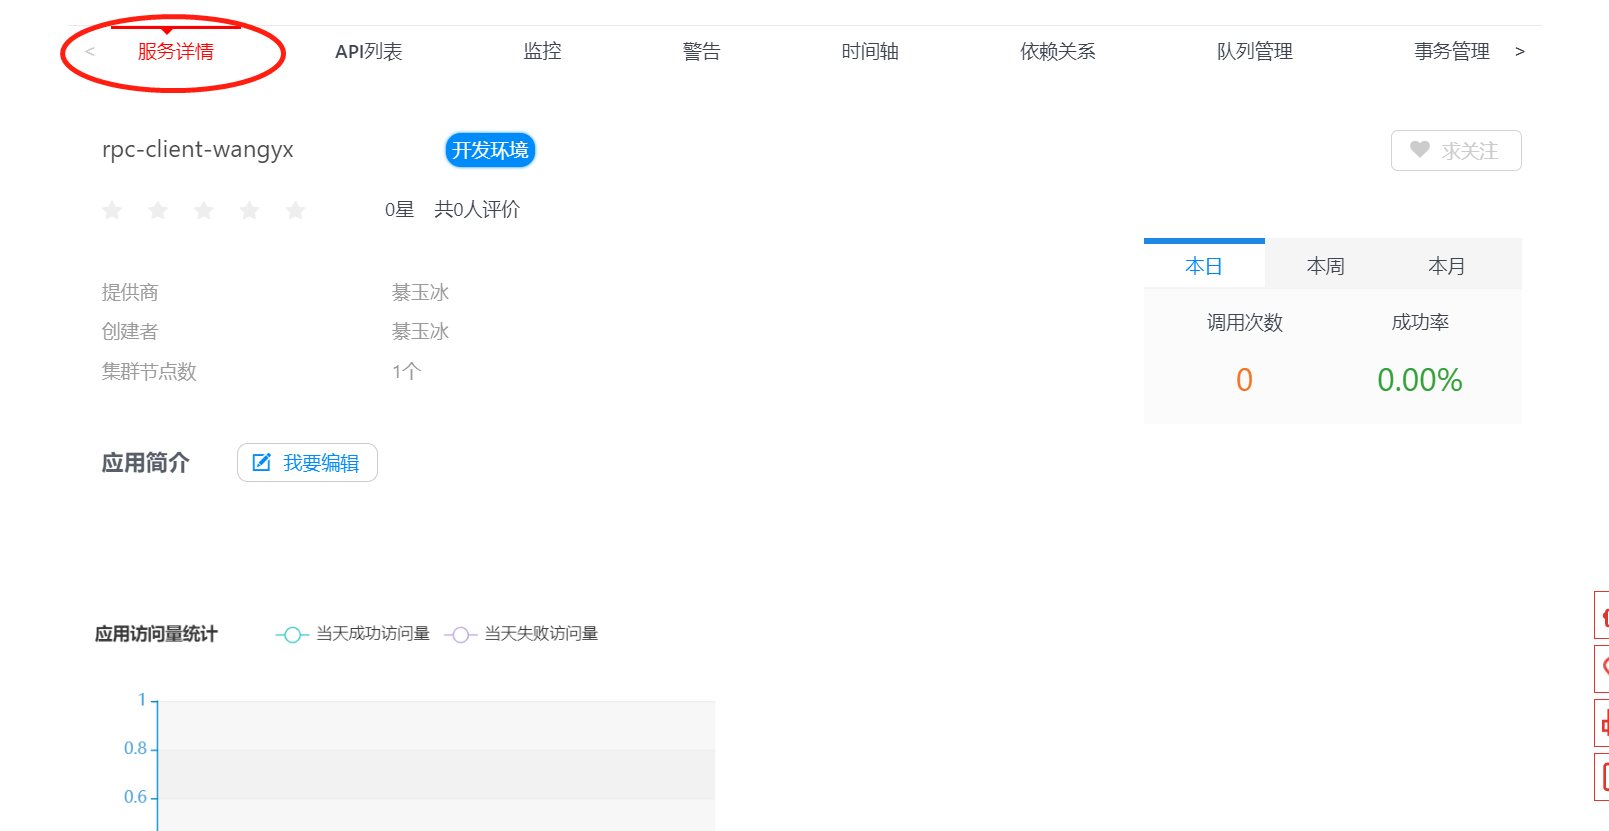 < 服务详情 API列表 监控 警告 时间轴 依赖关系 队列管理 事务管理 >
rpc-client-wangyx 开发环境 求关注
0星 共0人评价
本日 本周 本月
提供商 綦玉冰
调用次数 成功率
创建者 綦玉冰
集群节点数 1个
0 0.00%
应用简介 我要编辑
应用访问量统计 当天成功访问量 当天失败访问量
1
0.8
0.6